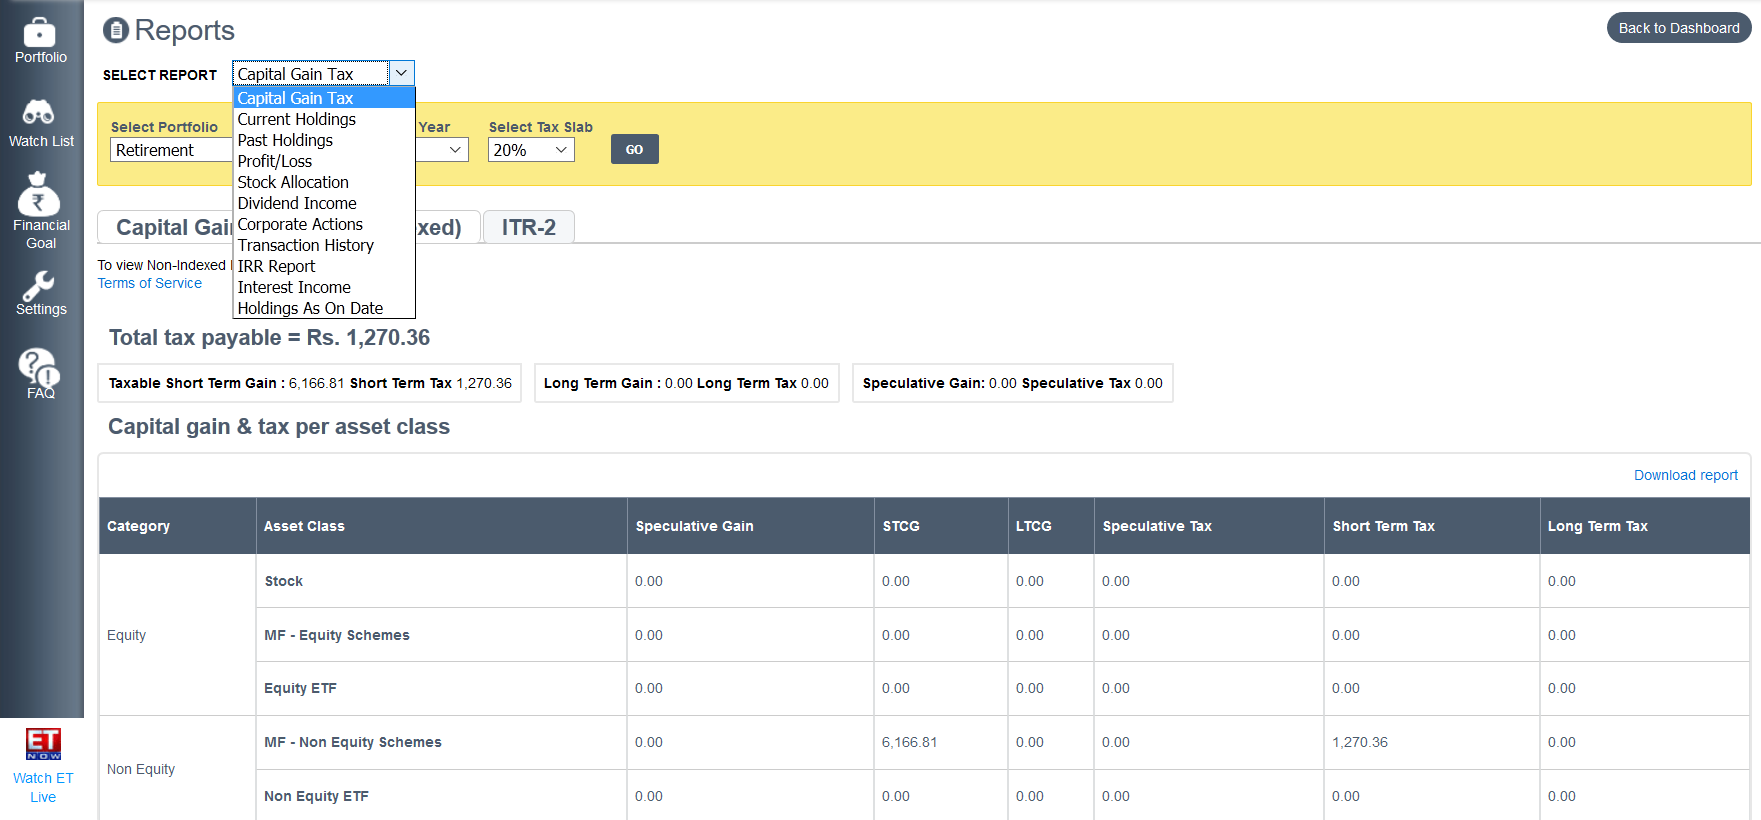 Portfolio
Watch List
Financial
Goal
Settings
FAQ
ET
NOW
Watch ET
Live
Reports
Back to Dashboard
SELECT REPORT Capital Gain Tax
Capital Gain Tax
Current Holdings
Past Holdings
Profit/Loss
Stock Allocation
Dividend Income
Corporate Actions
Transaction History
IRR Report
Interest Income
Holdings As On Date
Select Portfolio Year Select Tax Slab
Retirement 20% GO
Capital Gai xed) ITR-2
To view Non-Indexed
Terms of Service
Total tax payable = Rs. 1,270.36
Taxable Short Term Gain : 6,166.81 Short Term Tax 1,270.36 Long Term Gain : 0.00 Long Term Tax 0.00 Speculative Gain: 0.00 Speculative Tax 0.00
Capital gain & tax per asset class
Download report
Category Asset Class Speculative Gain STCG LTCG Speculative Tax Short Term Tax Long Term Tax
Stock 0.00 0.00 0.00 0.00 0.00 0.00
Equity MF - Equity Schemes 0.00 0.00 0.00 0.00 0.00 0.00
Equity ETF 0.00 0.00 0.00 0.00 0.00 0.00
MF - Non Equity Schemes 0.00 6,166.81 0.00 0.00 1,270.36 0.00
Non Equity
Non Equity ETF 0.00 0.00 0.00 0.00 0.00 0.00